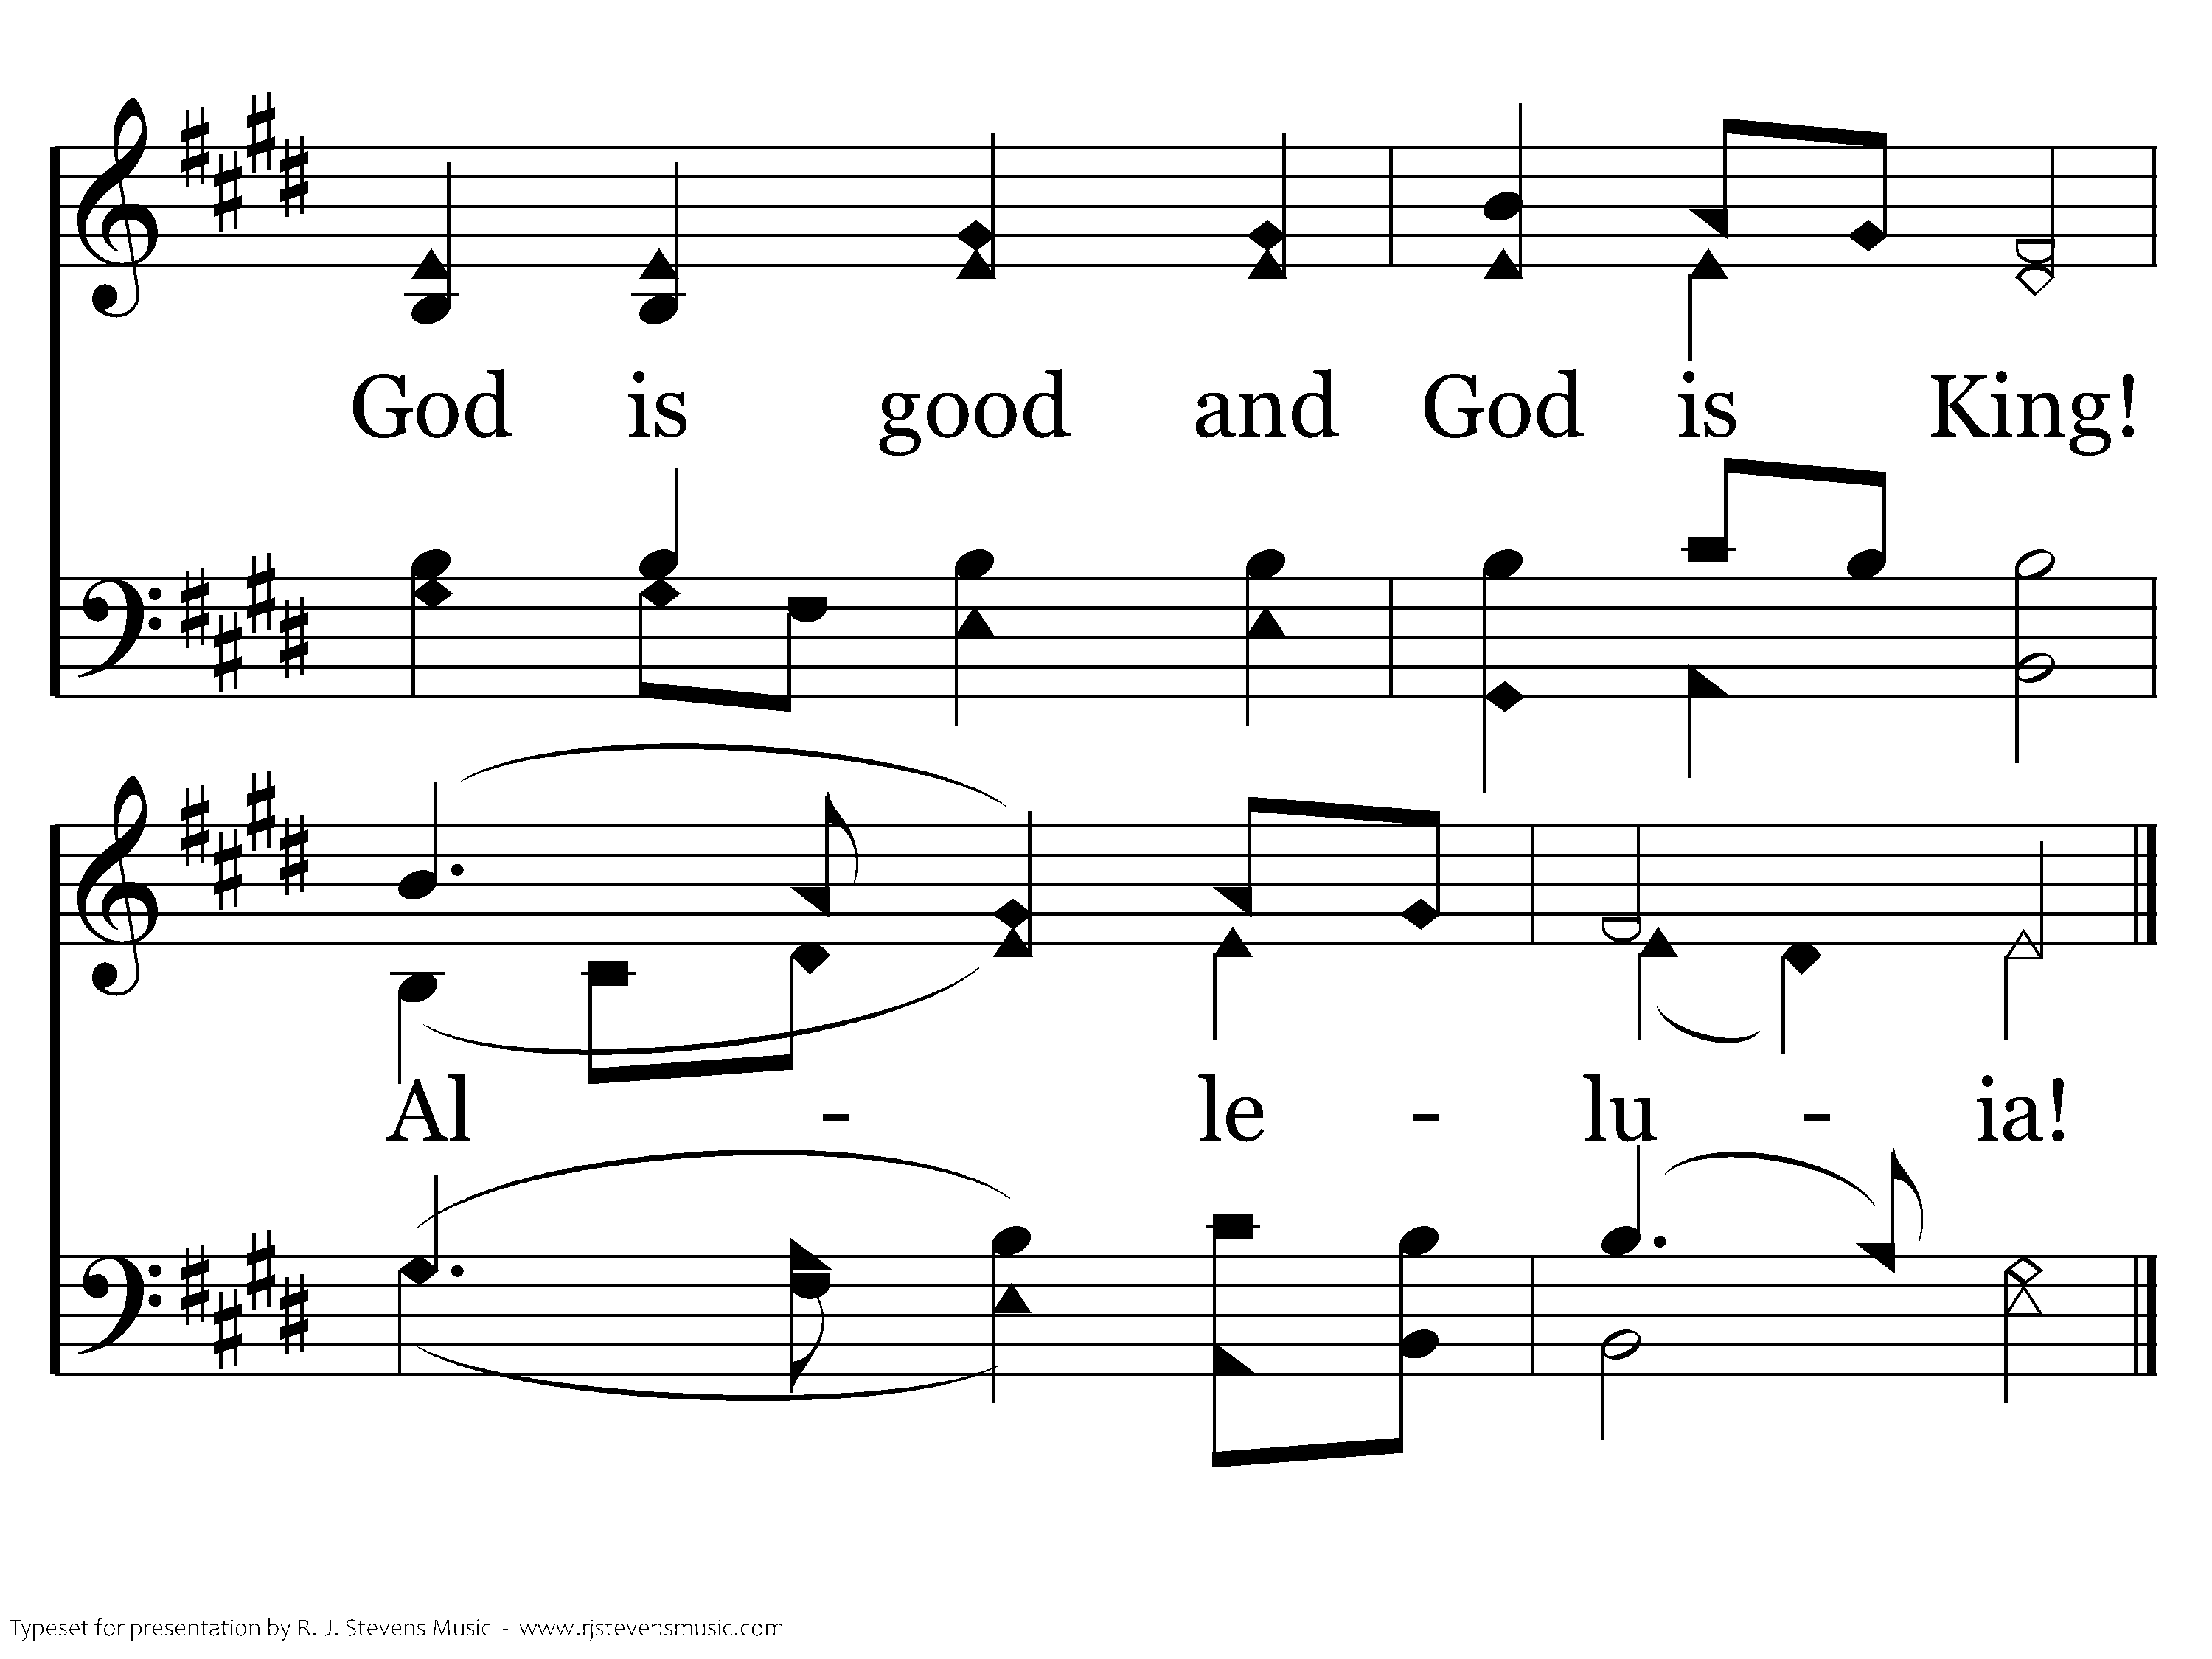 God is good and God is King!
Al - le - lu - ia!
Typeset for presentation by R. J. Stevens Music - www.rjstevensmusic.com